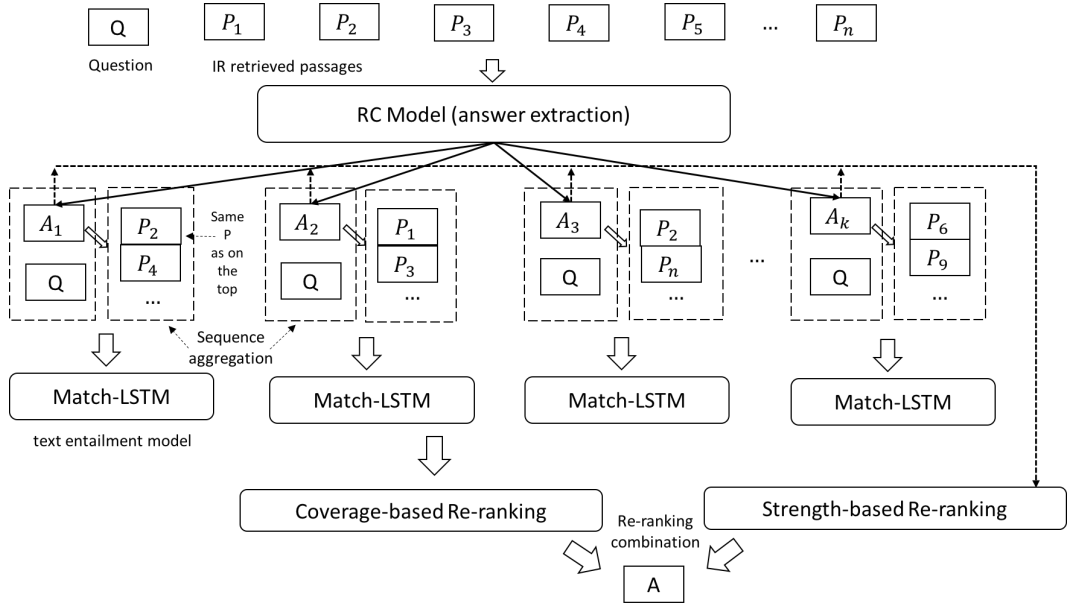 Q P₁ P₂ P₃ P₄ P₅ ... Pₙ
Question IR retrieved passages
RC Model (answer extraction)
A₁ P₂ Same A₂ P₁ A₃ P₂ Aₖ P₆
P
as on
Q P₄ the Q P₃ Q Pₙ ... Q P₉
... top ... ... ...
Sequence
aggregation
Match-LSTM Match-LSTM Match-LSTM Match-LSTM
text entailment model
Coverage-based Re-ranking Strength-based Re-ranking
Re-ranking
combination
A